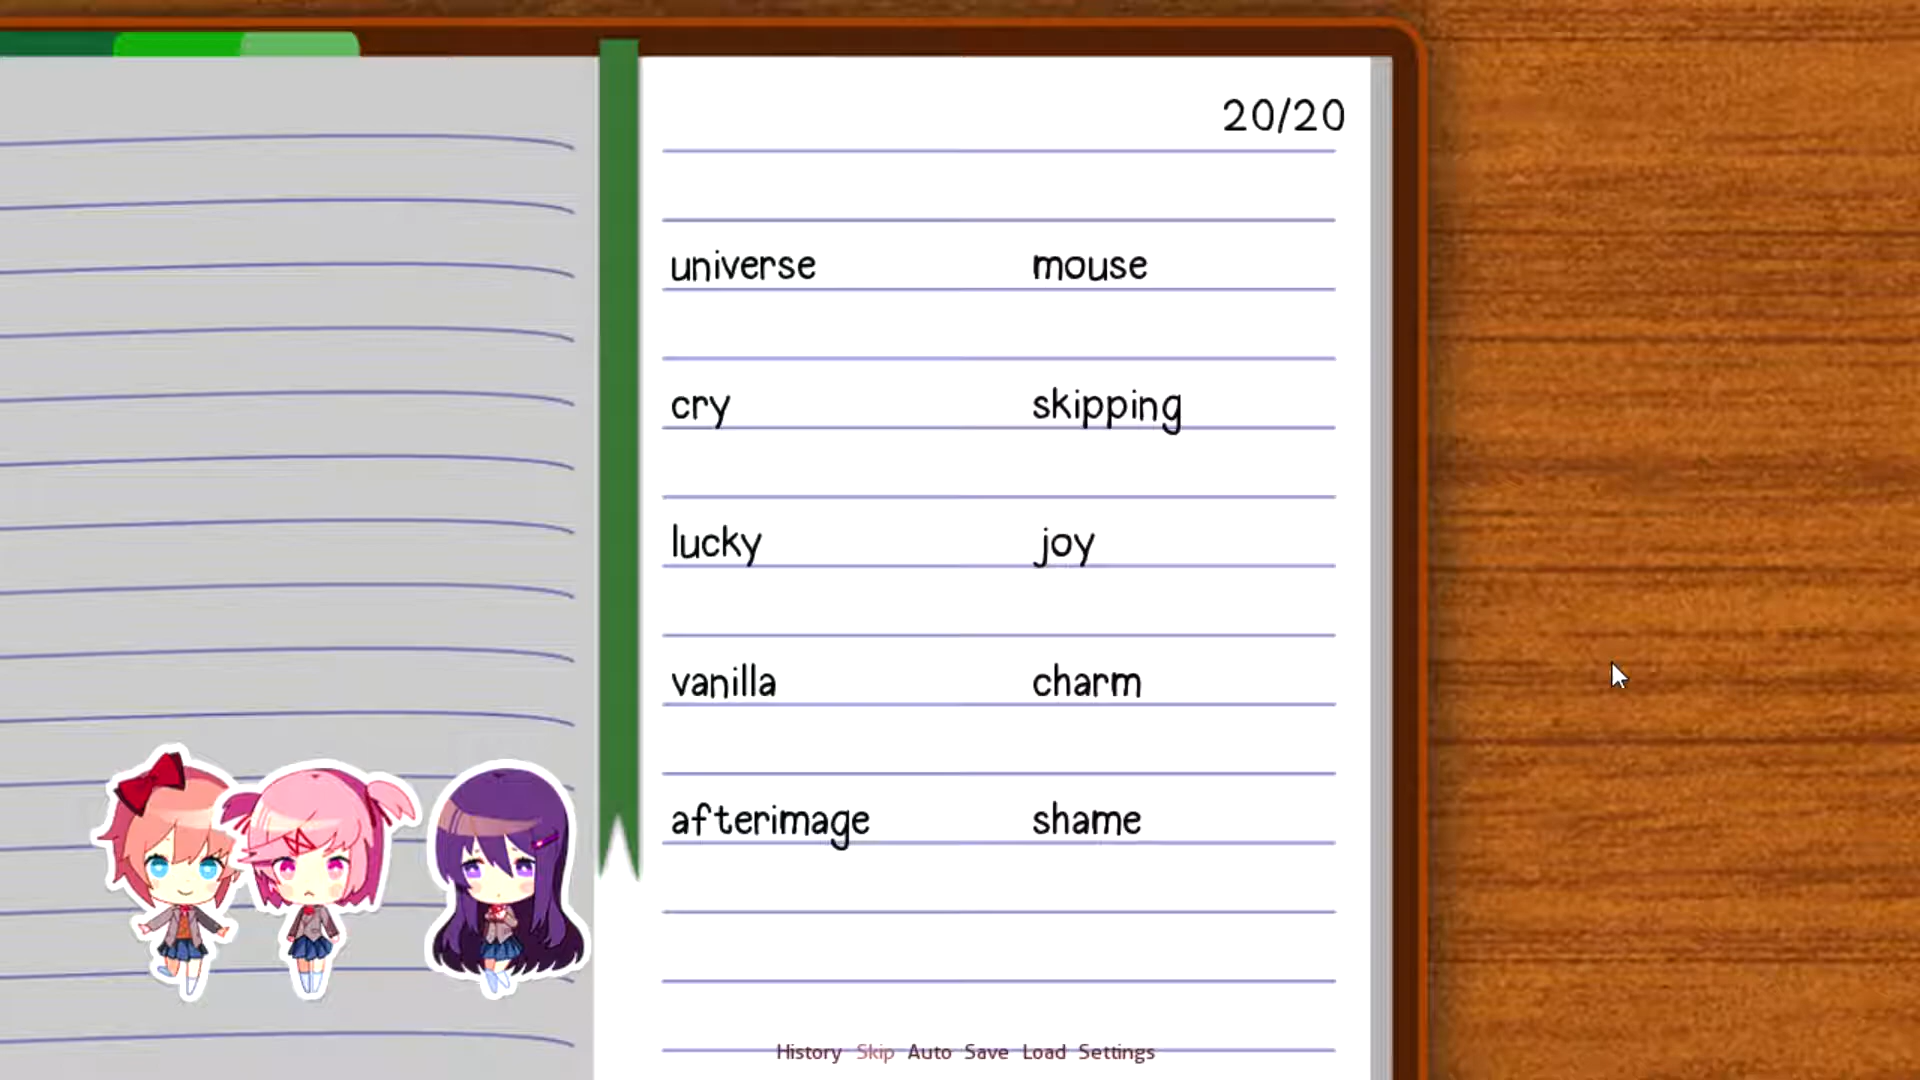 20/20
universe mouse
cry skipping
lucky joy
vanilla charm
afterimage shame
History Skip Auto Save Load Settings